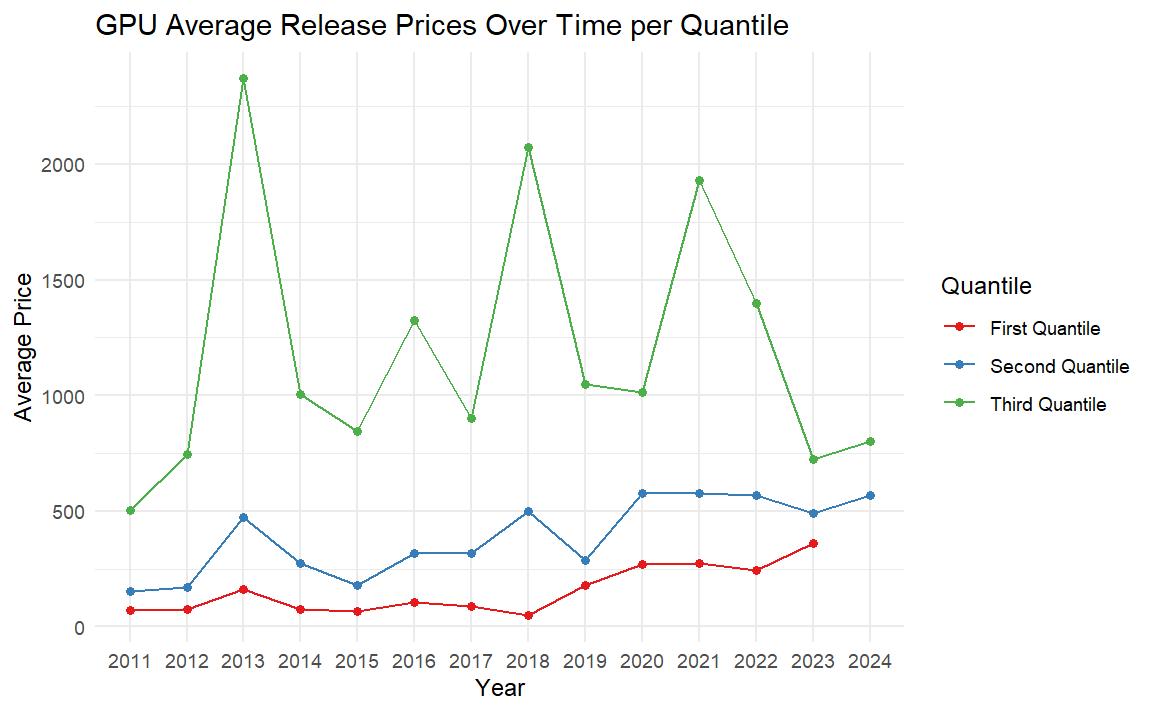 GPU Average Release Prices Over Time per Quantile
Average Price
2000
1500
1000
500
0
2011 2012 2013 2014 2015 2016 2017 2018 2019 2020 2021 2022 2023 2024
Year
Quantile
First Quantile
Second Quantile
Third Quantile